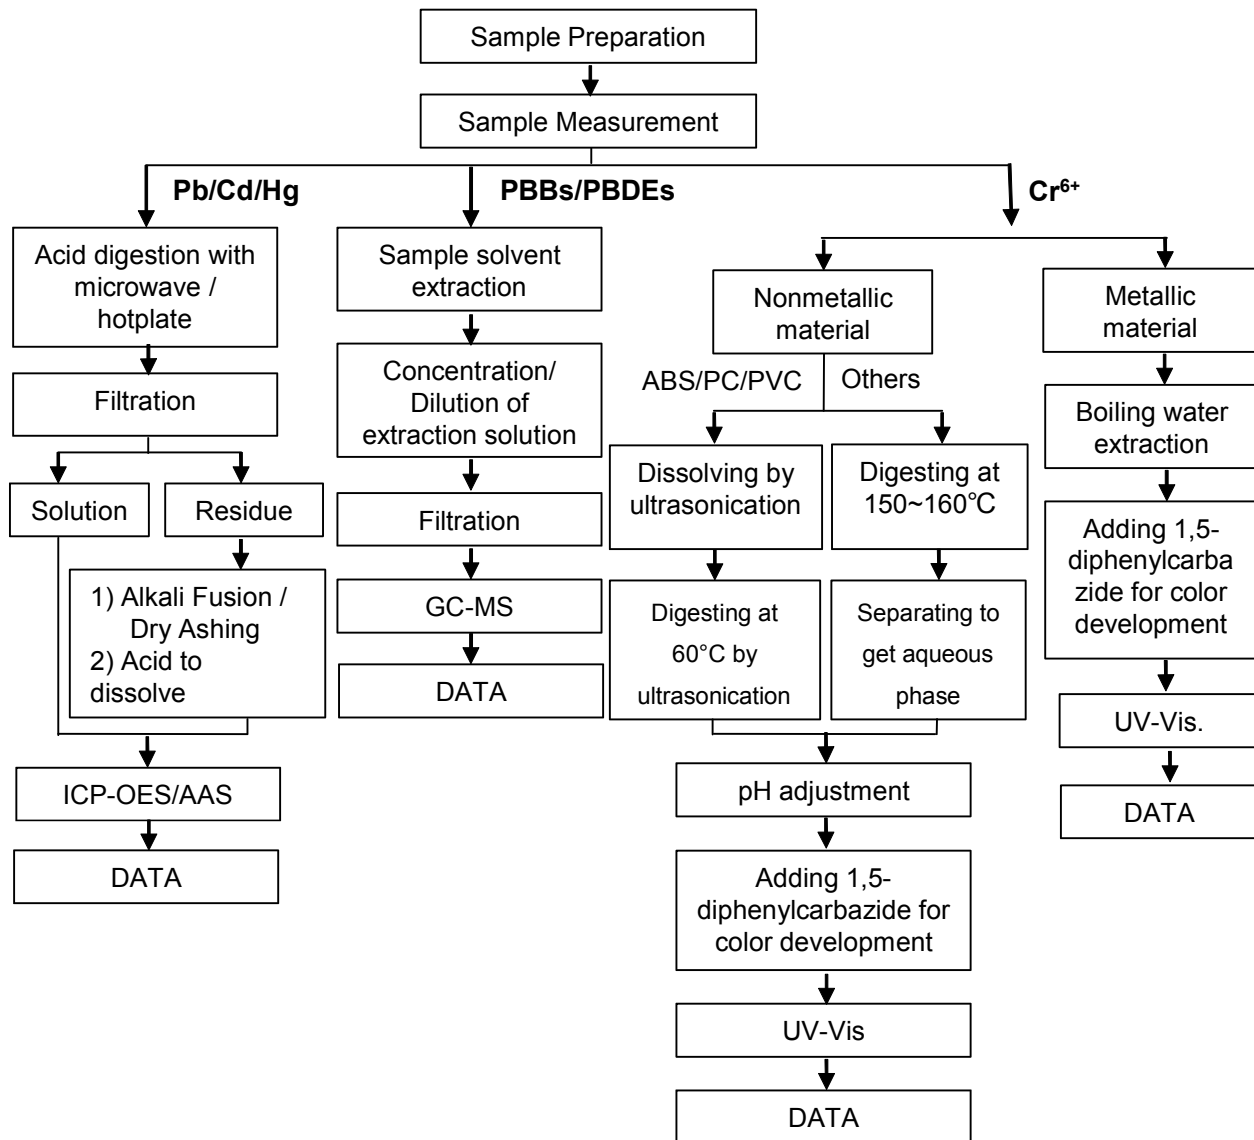 Sample Preparation
Sample Measurement
Pb/Cd/Hg
PBBs/PBDEs
Cr⁶⁺
Acid digestion with
microwave /
hotplate
Filtration
Solution
Residue
1) Alkali Fusion /
Dry Ashing
2) Acid to
dissolve
ICP-OES/AAS
DATA
Sample solvent
extraction
Concentration/
Dilution of
extraction solution
Filtration
GC-MS
DATA
Nonmetallic
material
ABS/PC/PVC
Others
Dissolving by
ultrasonication
Digesting at
60°C by
ultrasonication
Digesting at
150~160℃
Separating to
get aqueous
phase
pH adjustment
Adding 1,5-
diphenylcarbazide for
color development
UV-Vis
DATA
Metallic
material
Boiling water
extraction
Adding 1,5-
diphenylcarba
zide for color
development
UV-Vis.
DATA